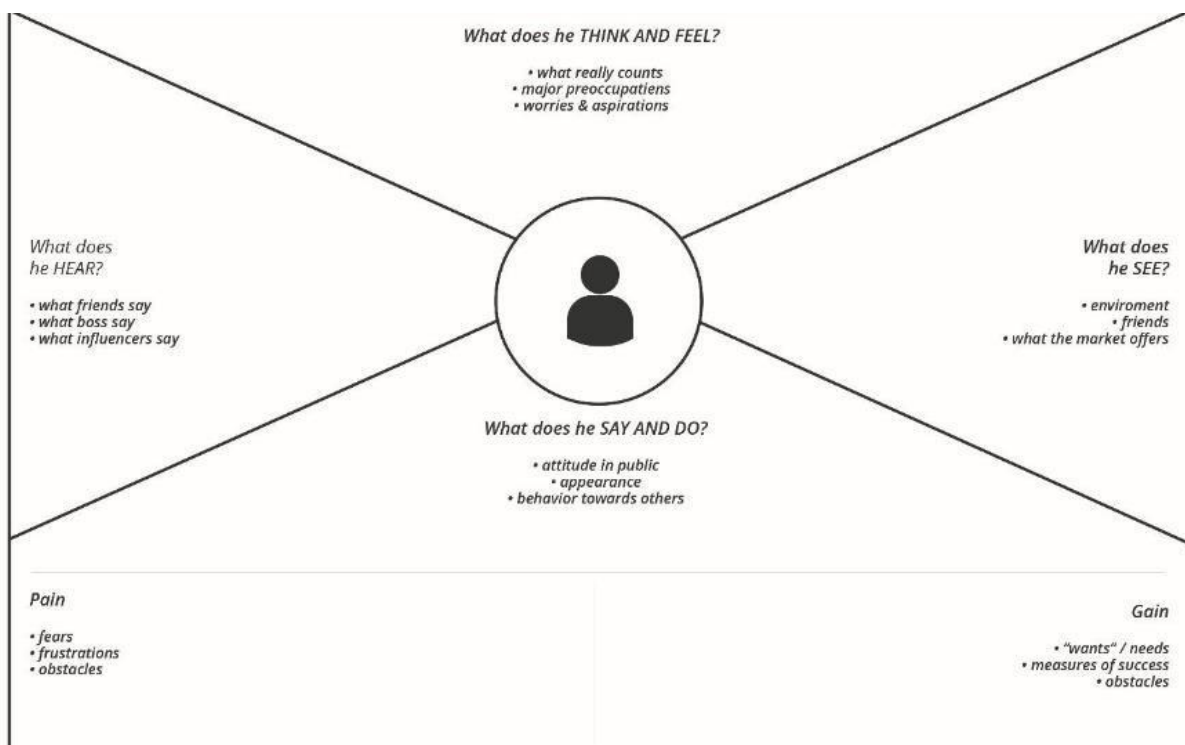 What does he THINK AND FEEL?
• what really counts
• major preoccupatiens
• worries & aspirations
What does
he HEAR?
• what friends say
• what boss say
• what influencers say
What does
he SEE?
• enviroment
• friends
• what the market offers
What does he SAY AND DO?
• attitude in public
• appearance
• behavior towards others
Pain
• fears
• frustrations
• obstacles
Gain
• “wants“ / needs
• measures of success
• obstacles